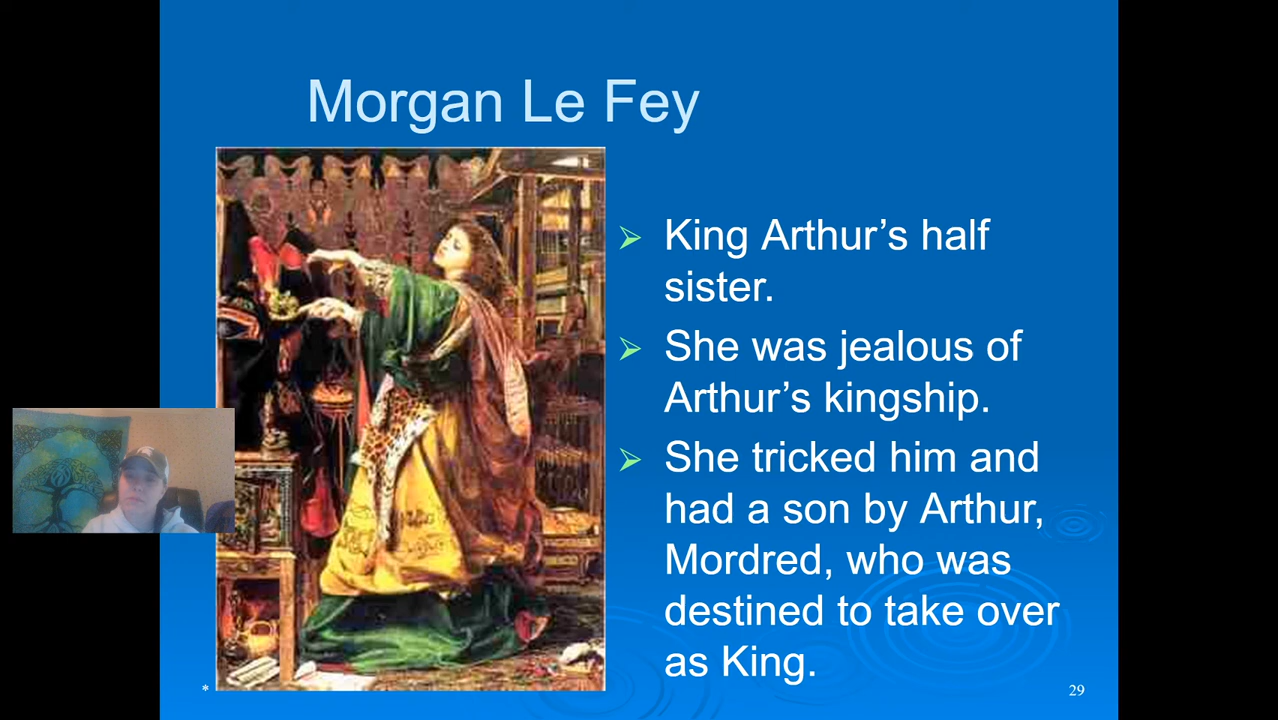 Morgan Le Fey
King Arthur’s half
sister.
She was jealous of
Arthur’s kingship.
She tricked him and
had a son by Arthur,
Mordred, who was
destined to take over
as King.
*
29